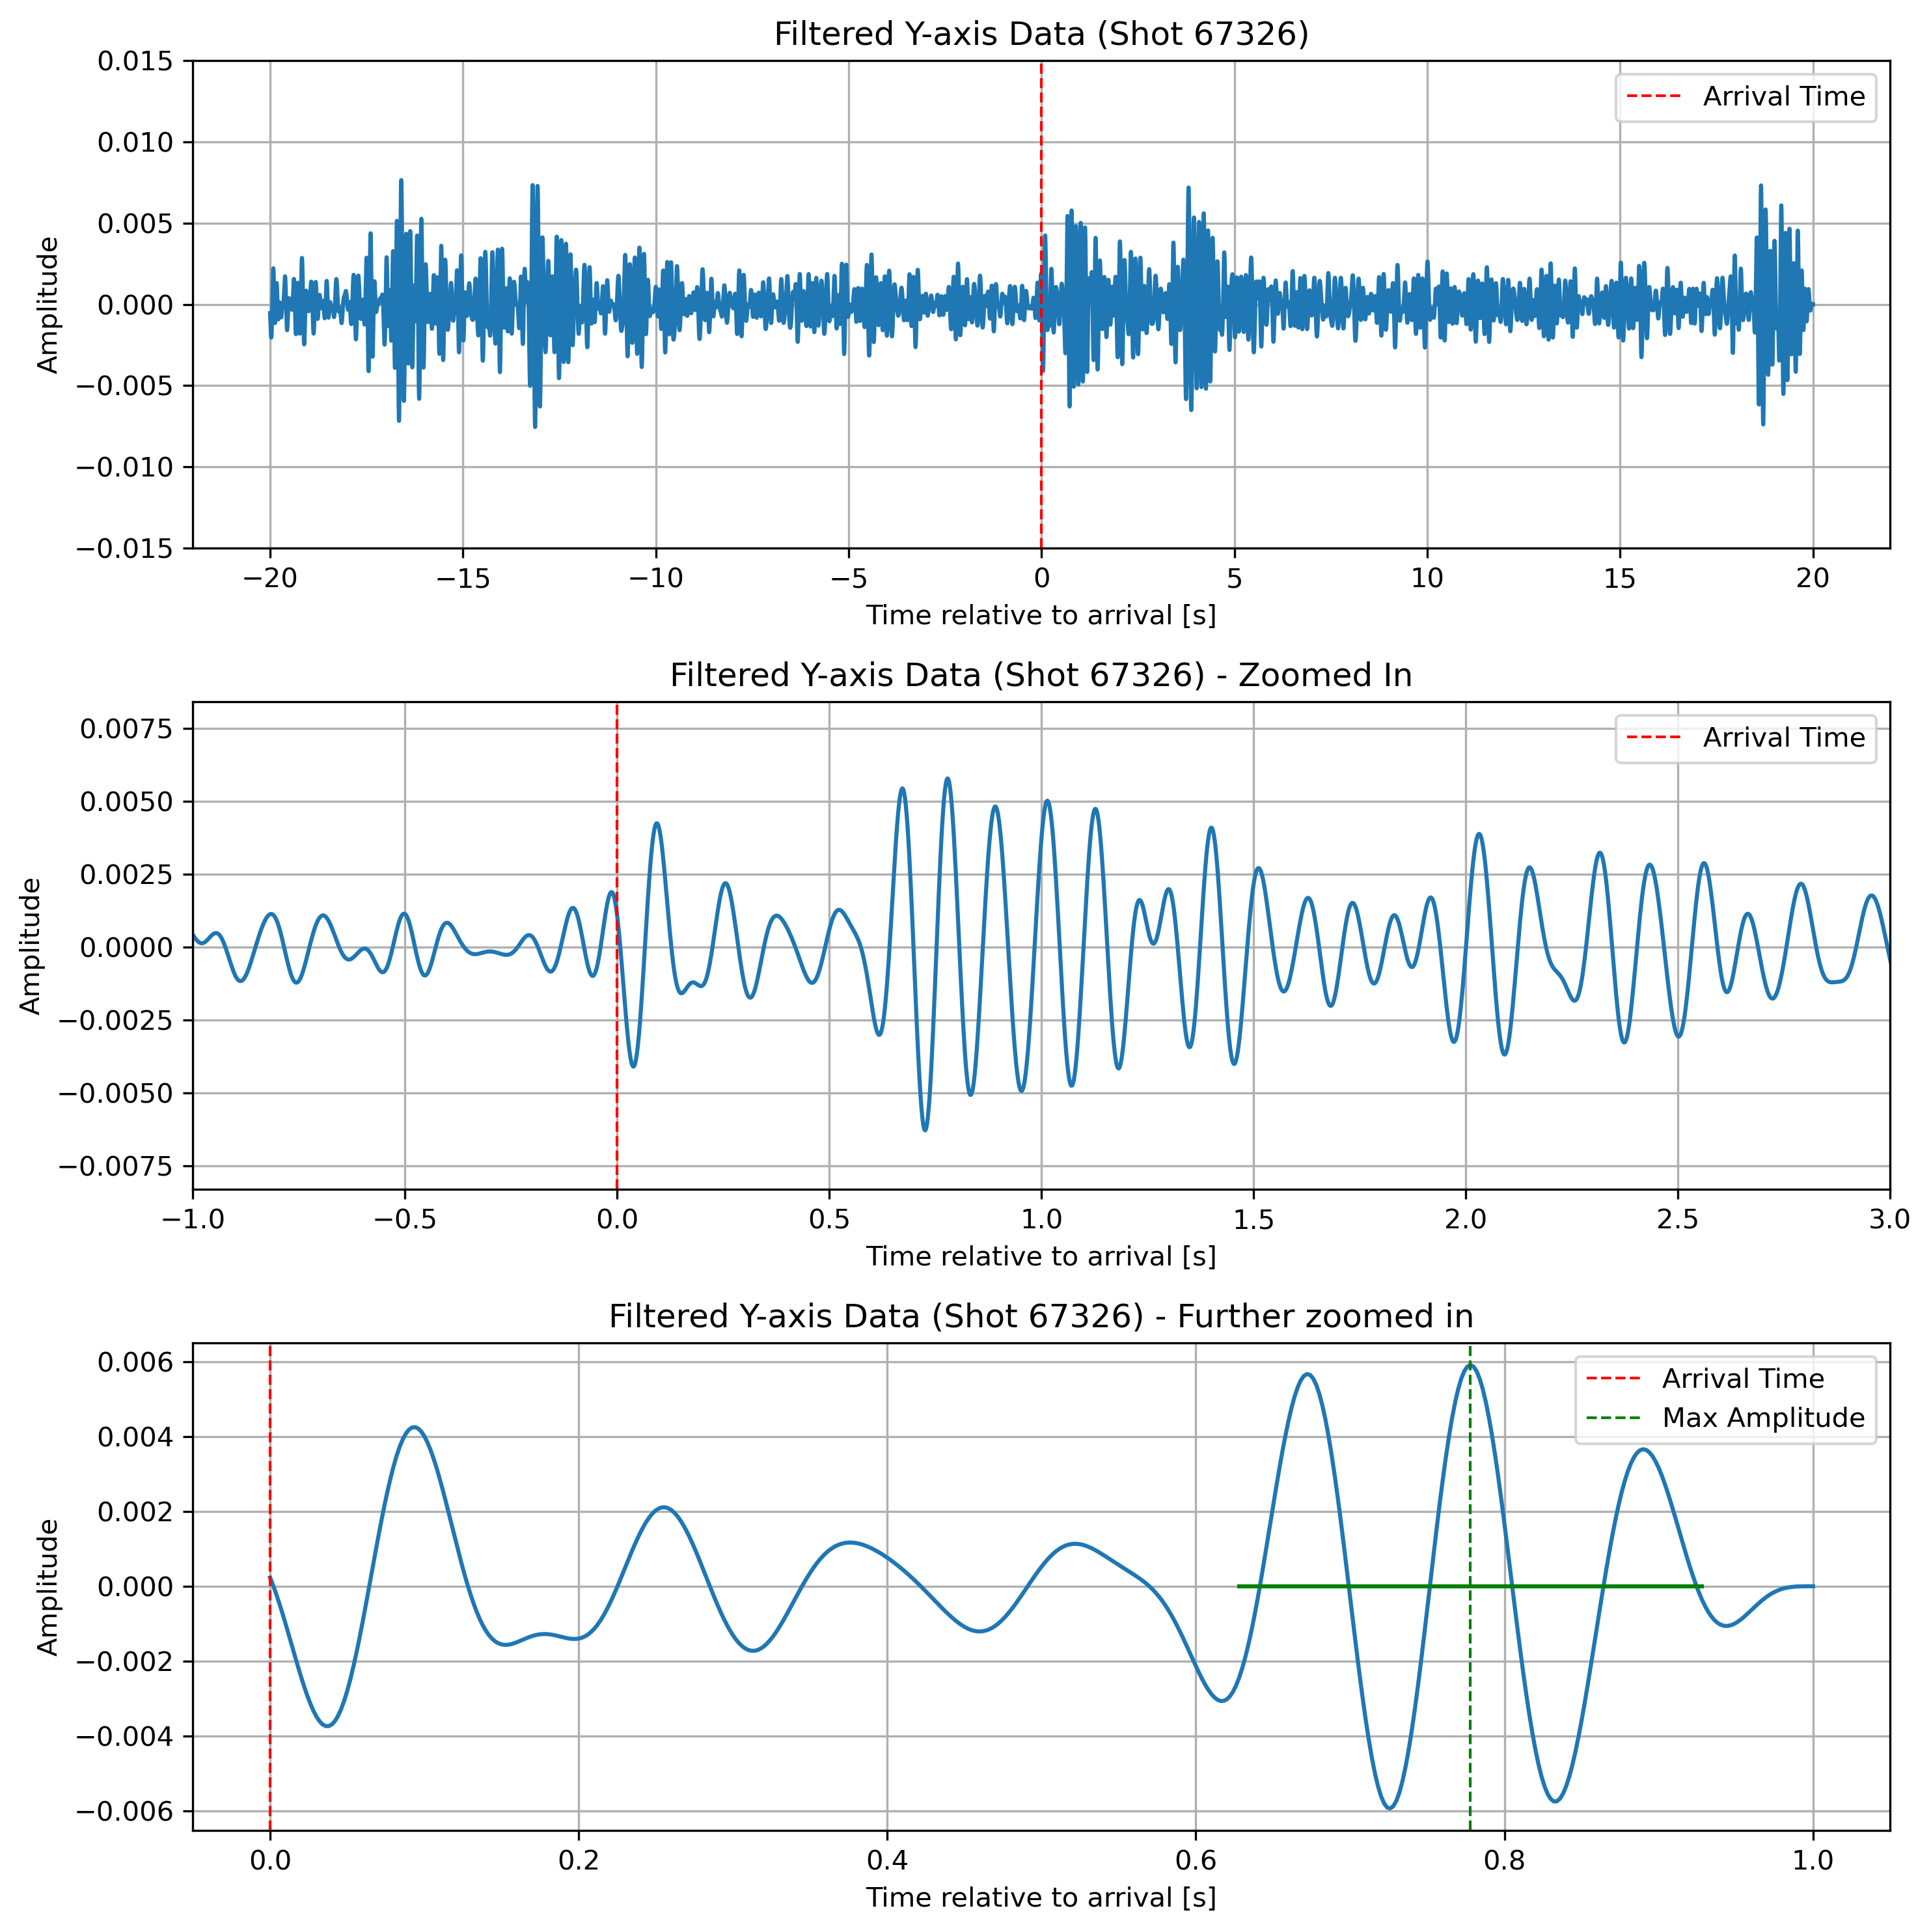 Filtered Y-axis Data (Shot 67326)
Amplitude
0.015
0.010
0.005
0.000
−0.005
−0.010
−0.015
Arrival Time
−20 −15 −10 −5 0 5 10 15 20
Time relative to arrival [s]
Filtered Y-axis Data (Shot 67326) - Zoomed In
Amplitude
0.0075
0.0050
0.0025
0.0000
−0.0025
−0.0050
−0.0075
Arrival Time
−1.0 −0.5 0.0 0.5 1.0 1.5 2.0 2.5 3.0
Time relative to arrival [s]
Filtered Y-axis Data (Shot 67326) - Further zoomed in
Amplitude
0.006
0.004
0.002
0.000
−0.002
−0.004
−0.006
Arrival Time
Max Amplitude
0.0 0.2 0.4 0.6 0.8 1.0
Time relative to arrival [s]